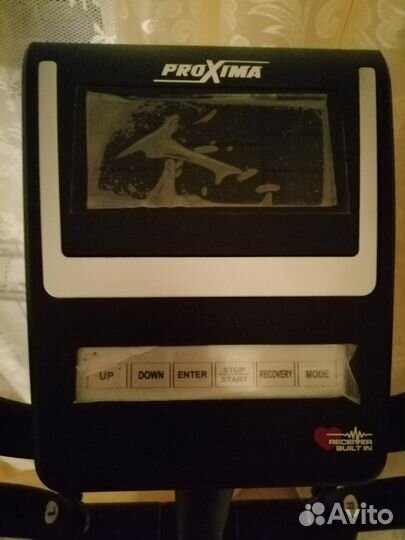 PROXIMA
UP DOWN ENTER STOP START RECOVERY MODE
RECEIVER
BUILT IN
L R
Avito